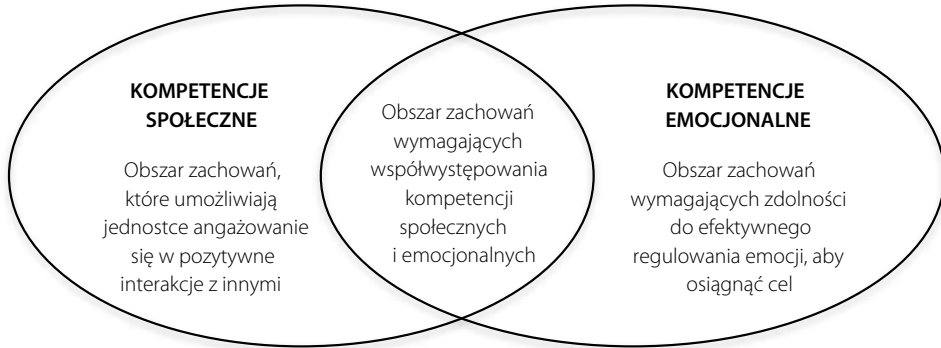 KOMPETENCJE
SPOŁECZNE
Obszar zachowań,
które umożliwiają
jednostce angażowanie
się w pozytywne
interakcje z innymi
Obszar zachowań
wymagających
współwystępowania
kompetencji
społecznych
i emocjonalnych
KOMPETENCJE
EMOCJONALNE
Obszar zachowań
wymagających zdolności
do efektywnego
regulowania emocji, aby
osiągnąć cel